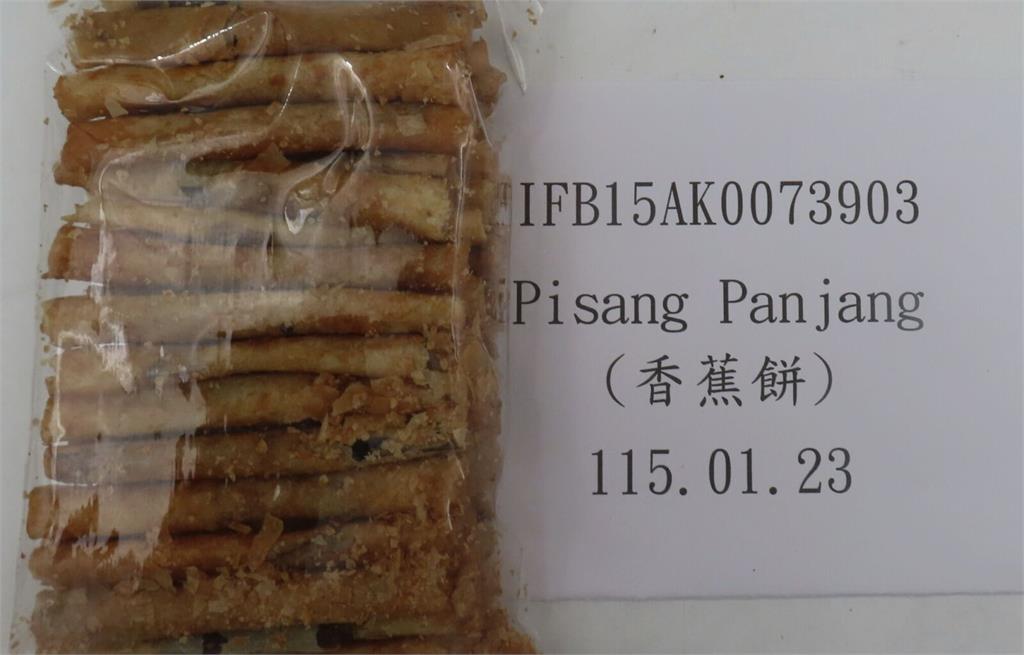 IFB15AK0073903
Pisang Panjang
(香蕉餅)
115.01.23